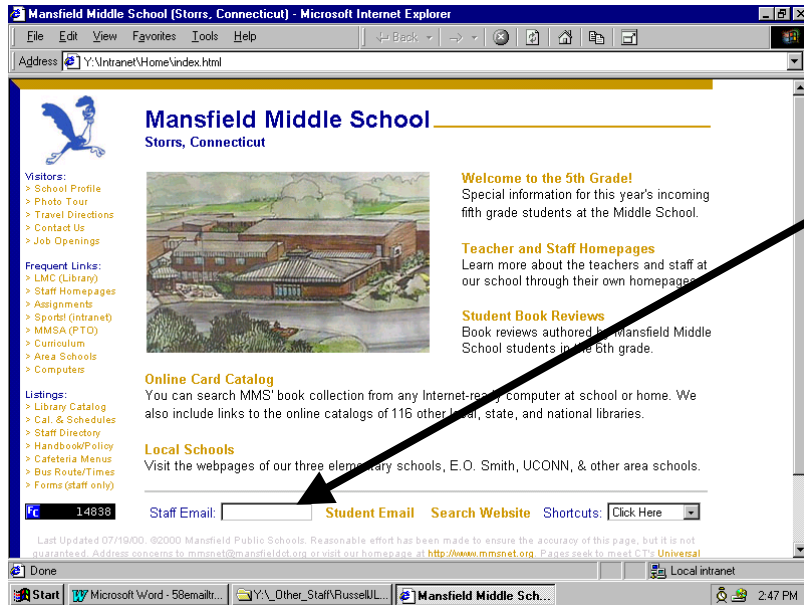 Mansfield Middle School (Storrs, Connecticut) - Microsoft Internet Explorer
File Edit View Favorites Tools Help
Back
Address Y:\Intranet\Home\index.html
Mansfield Middle School
Storrs, Connecticut
Visitors:
> School Profile
> Photo Tour
> Travel Directions
> Contact Us
> Job Openings
Frequent Links:
> LMC (Library)
> Staff Homepages
> Assignments
> Sports! (intranet)
> MMSA (PTO)
> Curriculum
> Area Schools
> Computers
Listings:
> Library Catalog
> Cal. & Schedules
> Staff Directory
> Handbook/Policy
> Cafeteria Menus
> Bus Route/Times
> Forms (staff only)
FC 14838
Welcome to the 5th Grade!
Special information for this year's incoming
fifth grade students at the Middle School.
Teacher and Staff Homepages
Learn more about the teachers and staff at
our school through their own homepages
Student Book Reviews
Book reviews authored by Mansfield Middle
School students in the 6th grade.
Online Card Catalog
You can search MMS' book collection from any Internet-ready computer at school or home. We
also include links to the online catalogs of 116 other local, state, and national libraries.
Local Schools
Visit the webpages of our three elementary schools, E.O. Smith, UCONN, & other area schools.
Staff Email: Student Email Search Website Shortcuts: Click Here
Last Updated 07/19/00. ©2000 Mansfield Public Schools. Reasonable effort has been made to ensure the accuracy of this page, but it is not
guaranteed. Address concerns to mmsnet@mansfieldct.org or visit our homepage at http://www.mmsnet.org. Pages seek to meet CT's Universal
Done Local intranet
Start Microsoft Word - 58emailtr... Y:\_Other_Staff\Russell\L... Mansfield Middle Sch... 2:47 PM